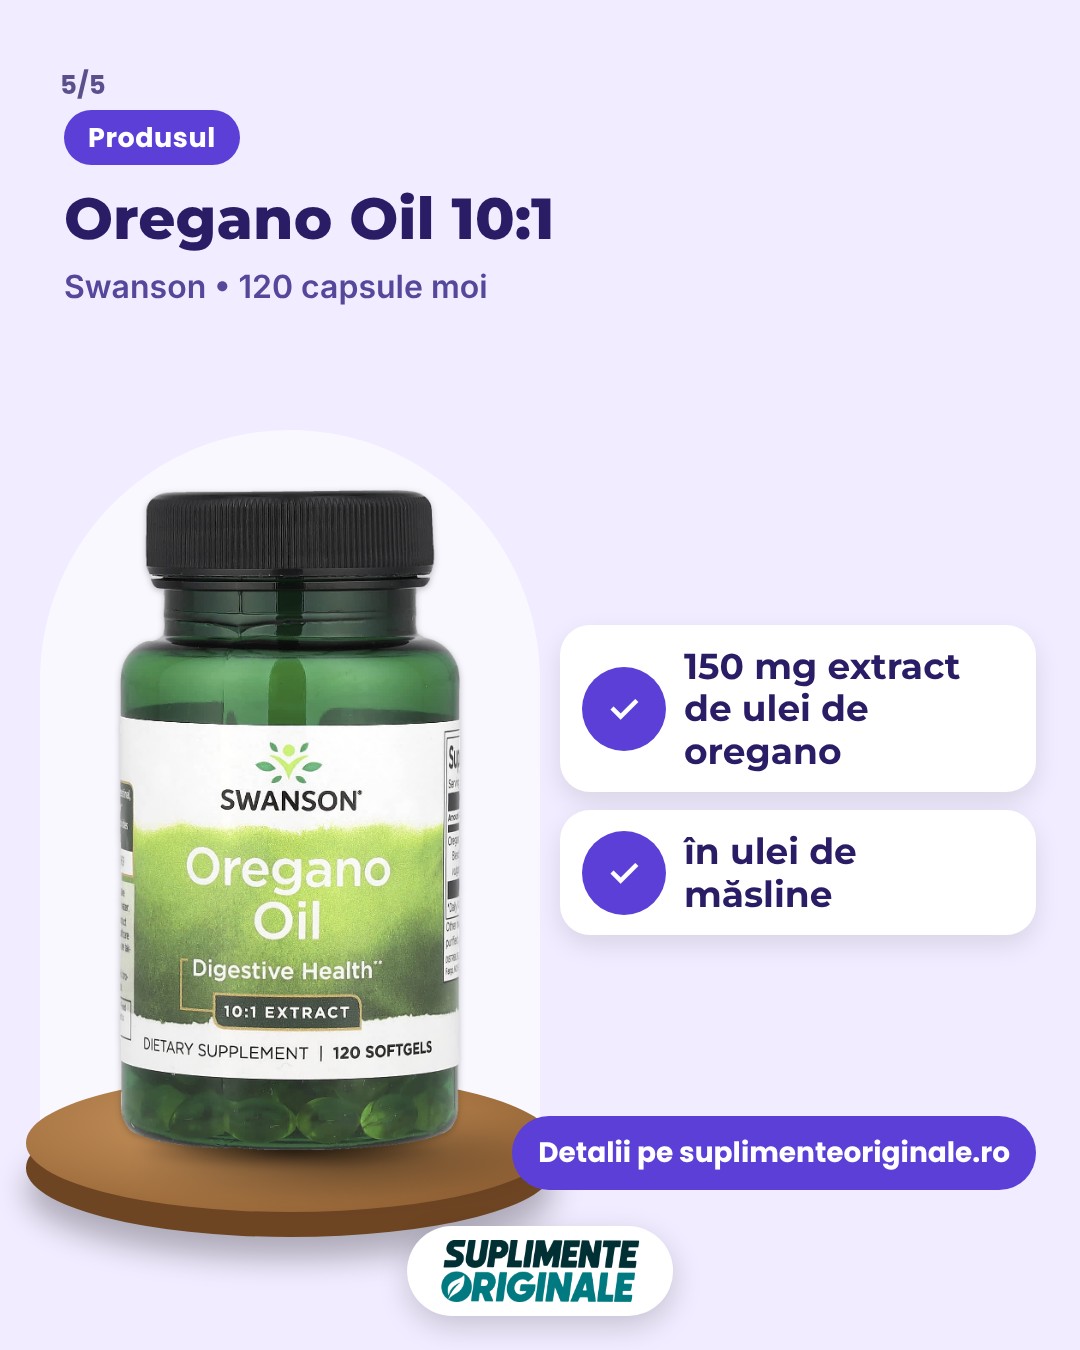 5/5
Produsul
Oregano Oil 10:1
Swanson • 120 capsule moi
SWANSON
Oregano
Oil
Digestive Health
10:1 EXTRACT
DIETARY SUPPLEMENT | 120 SOFTGELS
150 mg extract
de ulei de
oregano
în ulei de
măsline
Detalii pe suplimenteoriginale.ro
SUPLIMENTE
ORIGINALE